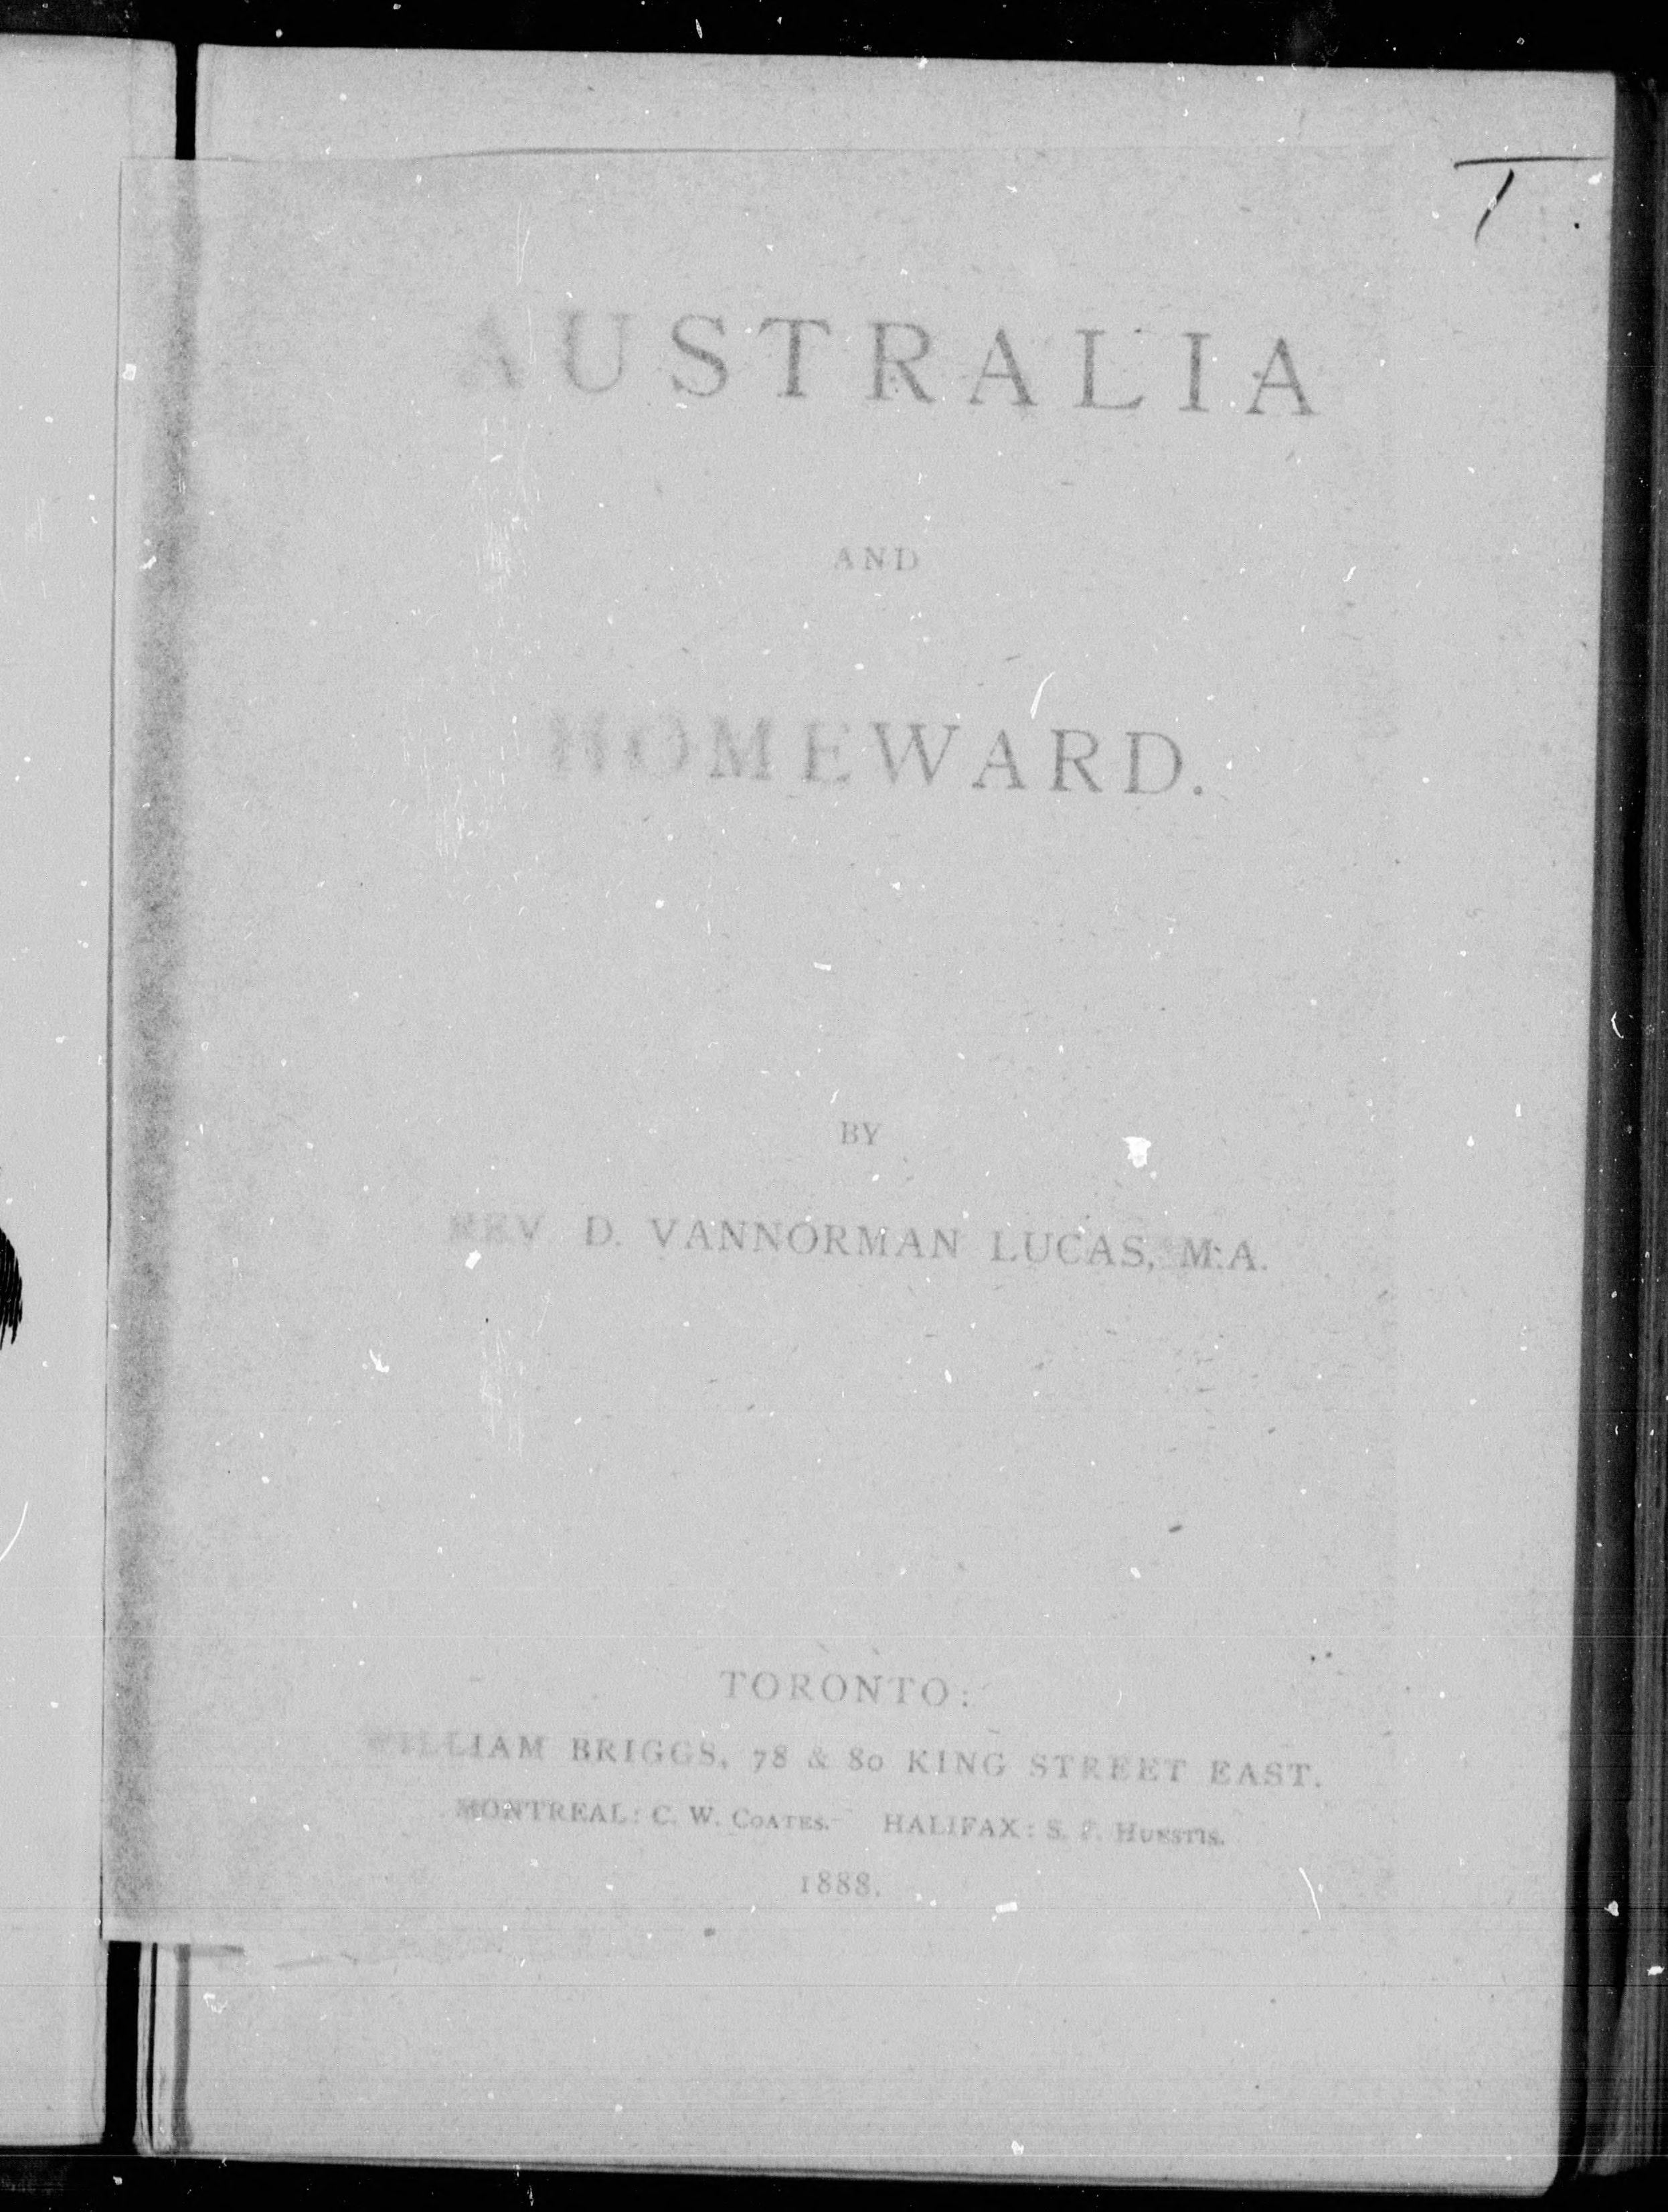 AUSTRALIA
AND
HOMEWARD.
BY
REV. D. VANNORMAN LUCAS, M.A.
TORONTO:
WILLIAM BRIGGS, 78 & 80 KING STREET EAST.
MONTREAL: C. W. COATES. HALIFAX: S. F. HUESTIS.
1888.